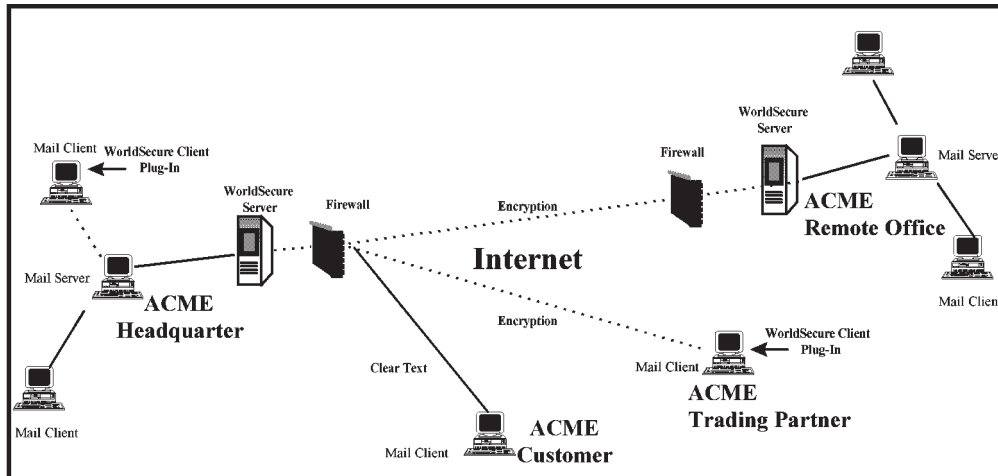 WorldSecure
Server
Mail Client
WorldSecure Client
Plug-In
Firewall
Mail Serve
WorldSecure
Server
Firewall
Encryption
ACME
Remote Office
Internet
Mail Server
ACME
Headquarter
Mail Client
Encryption
WorldSecure Client
Plug-In
Clear Text
Mail Client
ACME
Trading Partner
Mail Client
ACME
Customer
Mail Client